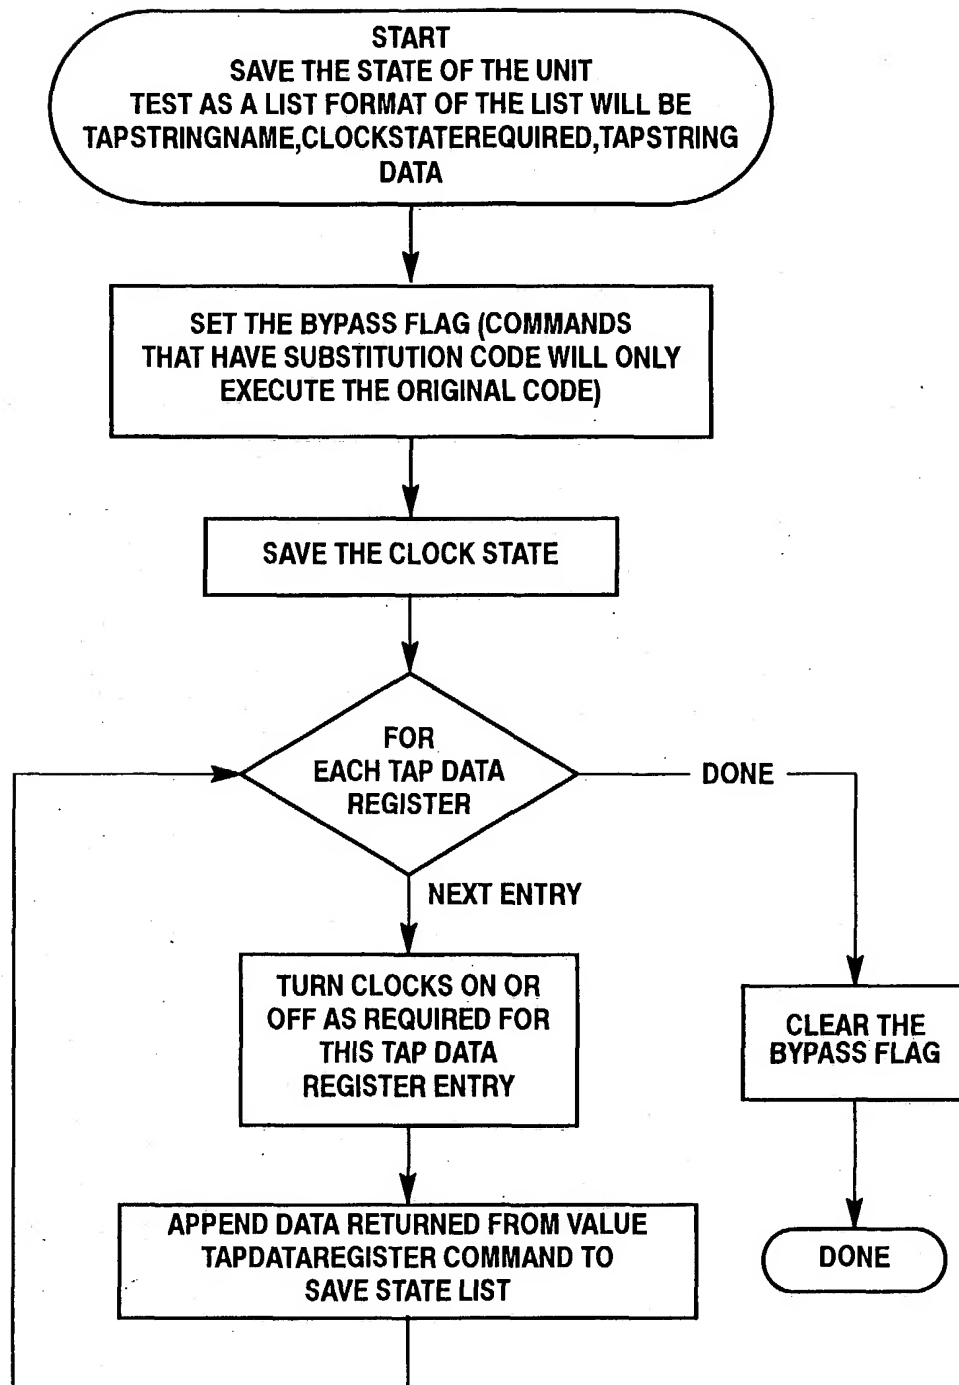 START
SAVE THE STATE OF THE UNIT
TEST AS A LIST FORMAT OF THE LIST WILL BE
TAPSTRINGNAME,CLOCKSTATEREQUIRED,TAPSTRING
DATA
SET THE BYPASS FLAG (COMMANDS
THAT HAVE SUBSTITUTION CODE WILL ONLY
EXECUTE THE ORIGINAL CODE)
SAVE THE CLOCK STATE
FOR
EACH TAP DATA
REGISTER
DONE
NEXT ENTRY
TURN CLOCKS ON OR
OFF AS REQUIRED FOR
THIS TAP DATA
REGISTER ENTRY
CLEAR THE
BYPASS FLAG
APPEND DATA RETURNED FROM VALUE
TAPDATAREGISTER COMMAND TO
SAVE STATE LIST
DONE